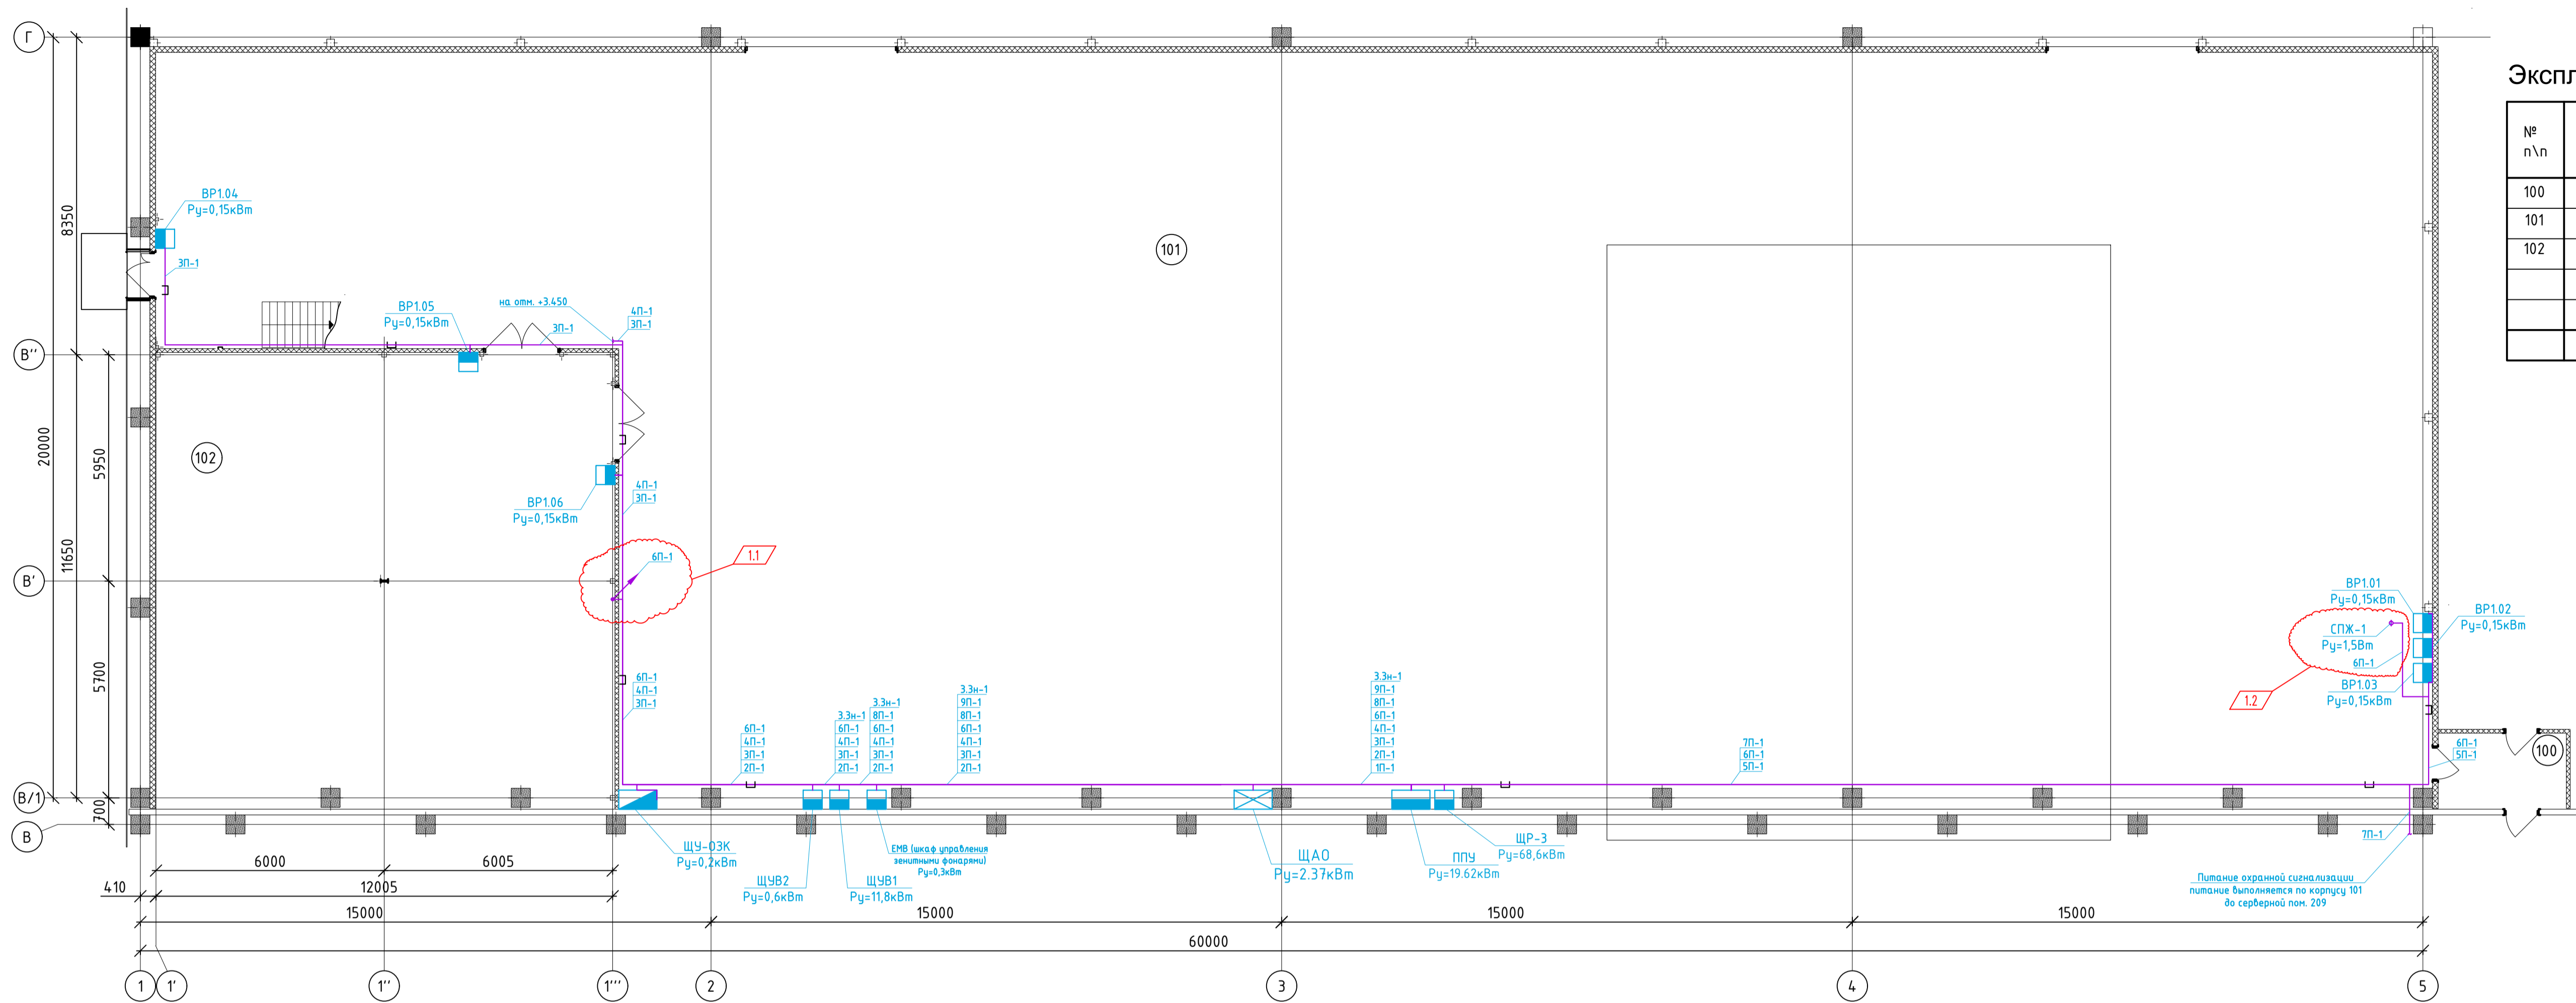 Г
8350
20000
В''
5950
11650
В'
5700
В/1
700
В
ВР1.04
Ру=0,15кВт
3П-1
ВР1.05
Ру=0,15кВт
на отм. +3.450
4П-1
3П-1
3П-1
101
102
ВР1.06
Ру=0,15кВт
4П-1
3П-1
6П-1
1.1
6П-1
4П-1
3П-1
6П-1
4П-1
3П-1
2П-1
3.3н-1
6П-1
4П-1
3П-1
2П-1
3.3н-1
8П-1
6П-1
4П-1
3П-1
2П-1
3.3н-1
9П-1
8П-1
6П-1
4П-1
3П-1
2П-1
3.3н-1
9П-1
8П-1
6П-1
4П-1
3П-1
2П-1
1П-1
7П-1
6П-1
5П-1
ВР1.01
Ру=0,15кВт
ВР1.02
Ру=0,15кВт
СПЖ-1
Ру=1,5Вт
6П-1
ВР1.03
Ру=0,15кВт
1.2
6П-1
5П-1
100
7П-1
ЩУ-ОЗК
Ру=0,2кВт
ЩУВ2
Ру=0,6кВт
ЩУВ1
Ру=11,8кВт
ЕМВ (шкаф управления
зенитными фонарями)
Ру=0,3кВт
ЩАО
Ру=2.37кВт
ППУ
Ру=19.62кВт
ЩР-3
Ру=68,6кВт
Питание охранной сигнализации
питание выполняется по корпусу 101
до серверной пом. 209
6000
6005
410
12005
15000
15000
15000
15000
60000
1
1'
1''
1'''
2
3
4
5
Экспл
№
п\п
100
101
102